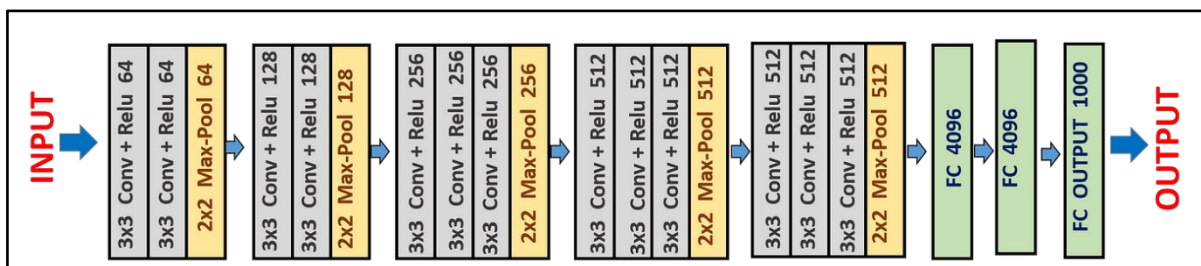 INPUT
3x3 Conv + Relu 64
3x3 Conv + Relu 64
2x2 Max-Pool 64
3x3 Conv + Relu 128
3x3 Conv + Relu 128
2x2 Max-Pool 128
3x3 Conv + Relu 256
3x3 Conv + Relu 256
3x3 Conv + Relu 256
2x2 Max-Pool 256
3x3 Conv + Relu 512
3x3 Conv + Relu 512
3x3 Conv + Relu 512
2x2 Max-Pool 512
3x3 Conv + Relu 512
3x3 Conv + Relu 512
3x3 Conv + Relu 512
2x2 Max-Pool 512
FC 4096
FC 4096
FC OUTPUT 1000
OUTPUT